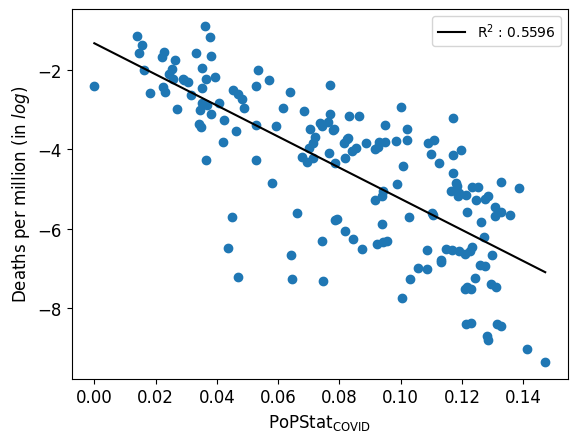 R² : 0.5596
Deaths per million (in log)
−2
−4
−6
−8
0.00 0.02 0.04 0.06 0.08 0.10 0.12 0.14
PoPStat_COVID